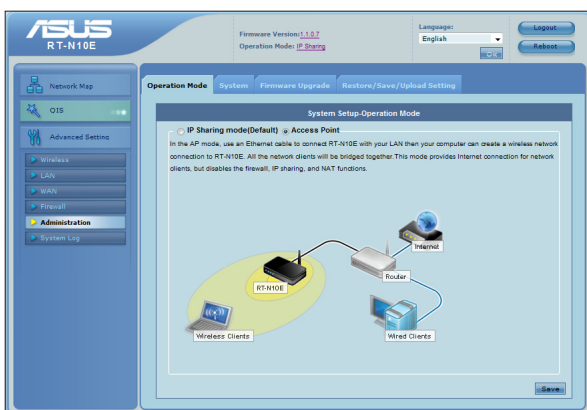 ASUS
RT-N10E
Firmware Version:1.1.0.7
Operation Mode: IP Sharing
Language:
English
OK
Logout
Reboot
Network Map
QIS
Advanced Setting
Wireless
LAN
WAN
Firewall
Administration
System Log
Operation Mode
System
Firmware Upgrade
Restore/Save/Upload Setting
System Setup-Operation Mode
IP Sharing mode(Default) Access Point
In the AP mode, use an Ethernet cable to connect RT-N10E with your LAN then your computer can create a wireless network
connection to RT-N10E. All the network clients will be bridged together.This mode provides Internet connection for network
clients, but disables the firewall, IP sharing, and NAT functions.
Internet
Router
RT-N10E
Wireless Clients
Wired Clients
Save